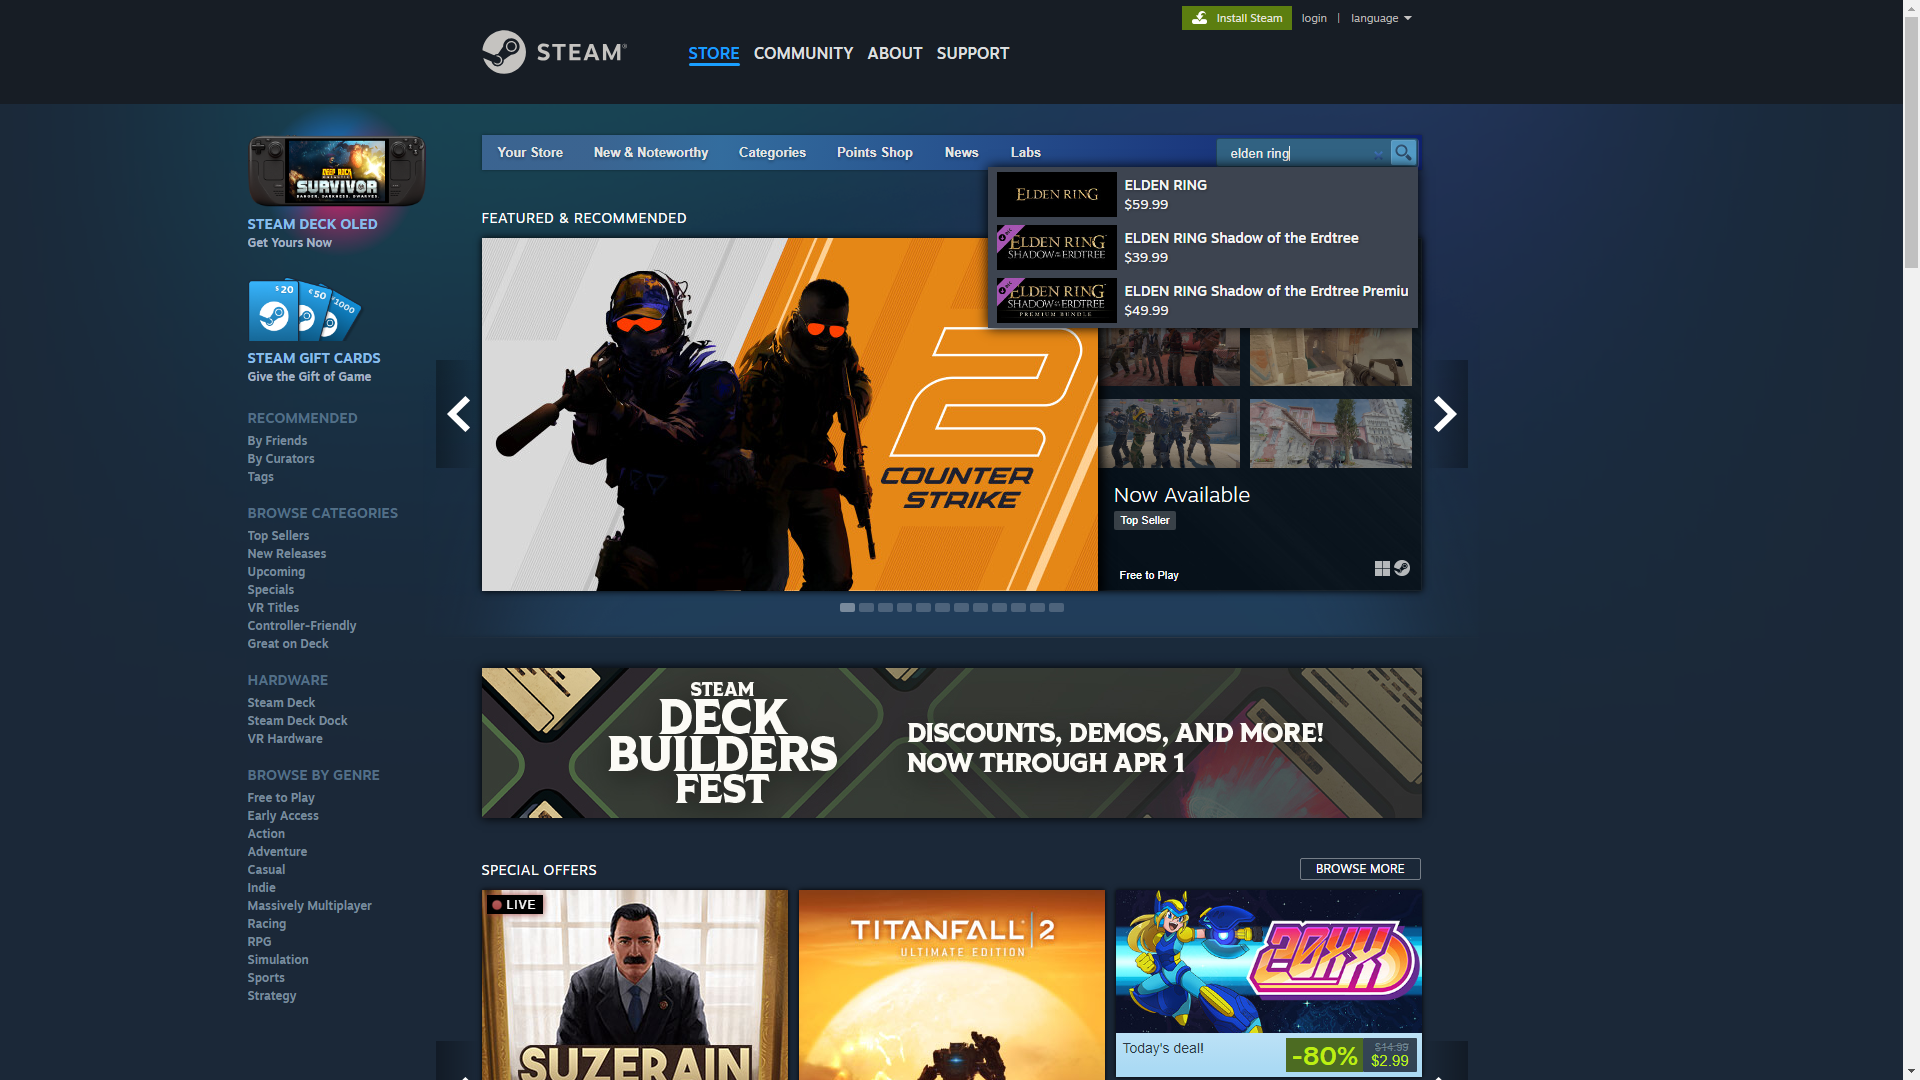 Install Steam
login | language
STEAM
STORE COMMUNITY ABOUT SUPPORT
Your Store New & Noteworthy Categories Points Shop News Labs
elden ring
ELDEN RING
ELDEN RING
$59.99
ELDEN RING
SHADOW OF THE ERDTREE
ELDEN RING Shadow of the Erdtree
$39.99
ELDEN RING
SHADOW OF THE ERDTREE
PREMIUM BUNDLE
ELDEN RING Shadow of the Erdtree Premiu
$49.99
DEEP ROCK
SURVIVOR
DANGER. DARKNESS. DWARVES.
STEAM DECK OLED
Get Yours Now
$20 €50 ¥1000
STEAM GIFT CARDS
Give the Gift of Game
RECOMMENDED
By Friends
By Curators
Tags
BROWSE CATEGORIES
Top Sellers
New Releases
Upcoming
Specials
VR Titles
Controller-Friendly
Great on Deck
HARDWARE
Steam Deck
Steam Deck Dock
VR Hardware
BROWSE BY GENRE
Free to Play
Early Access
Action
Adventure
Casual
Indie
Massively Multiplayer
Racing
RPG
Simulation
Sports
Strategy
FEATURED & RECOMMENDED
2
COUNTER
STRIKE
Now Available
Top Seller
Free to Play
STEAM
DECK
BUILDERS
FEST
DISCOUNTS, DEMOS, AND MORE!
NOW THROUGH APR 1
SPECIAL OFFERS
BROWSE MORE
LIVE
SUZERAIN
TITANFALL 2
ULTIMATE EDITION
20XX
Today's deal!
-80%
$14.99
$2.99